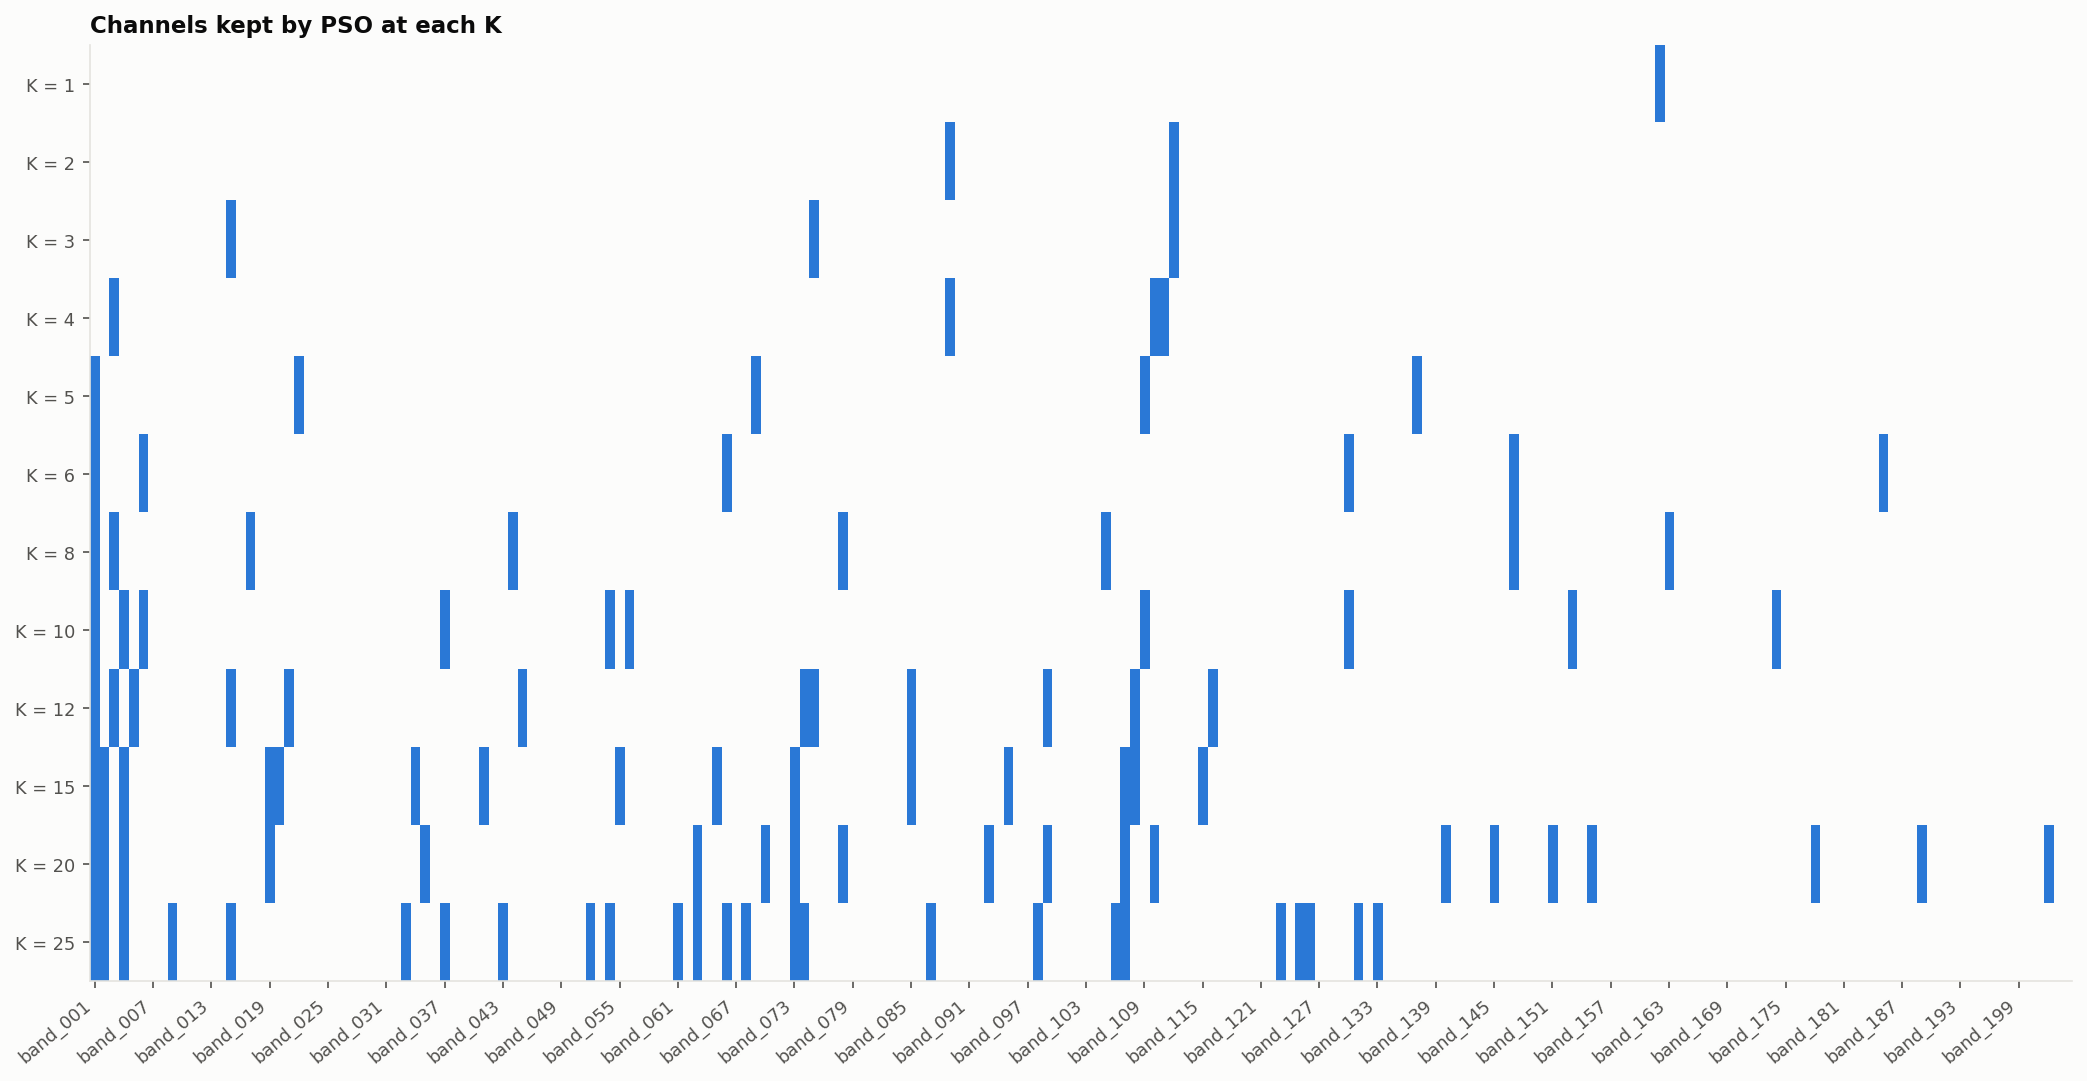 Channels kept by PSO at each K
K = 1
K = 2
K = 3
K = 4
K = 5
K = 6
K = 8
K = 10
K = 12
K = 15
K = 20
K = 25
band_001
band_007
band_013
band_019
band_025
band_031
band_037
band_043
band_049
band_055
band_061
band_067
band_073
band_079
band_085
band_091
band_097
band_103
band_109
band_115
band_121
band_127
band_133
band_139
band_145
band_151
band_157
band_163
band_169
band_175
band_181
band_187
band_193
band_199